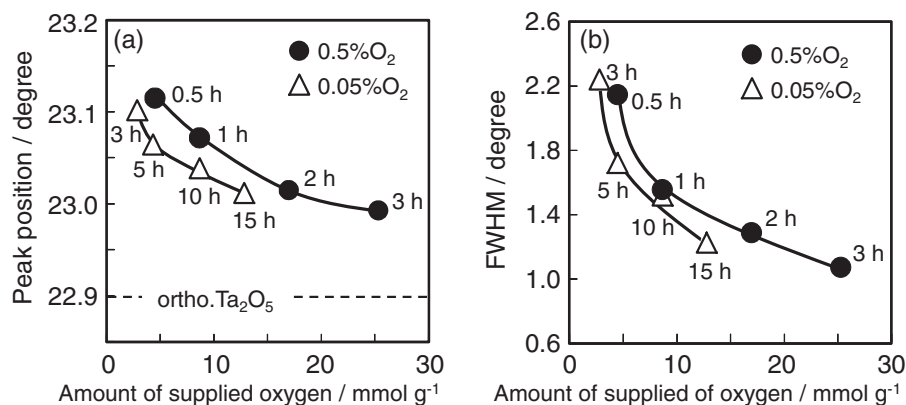 (a)
0.5%O₂
0.05%O₂
Peak position / degree
23.2
23.1
23.0
22.9
0.5 h
1 h
2 h
3 h
3 h
5 h
10 h
15 h
ortho.Ta₂O₅
0 10 20 30
Amount of supplied oxygen / mmol g⁻¹
(b)
0.5%O₂
0.05%O₂
FWHM / degree
2.6
2.2
1.8
1.4
1.0
0.6
3 h
0.5 h
5 h
1 h
10 h
2 h
15 h
3 h
0 10 20 30
Amount of supplied of oxygen / mmol g⁻¹